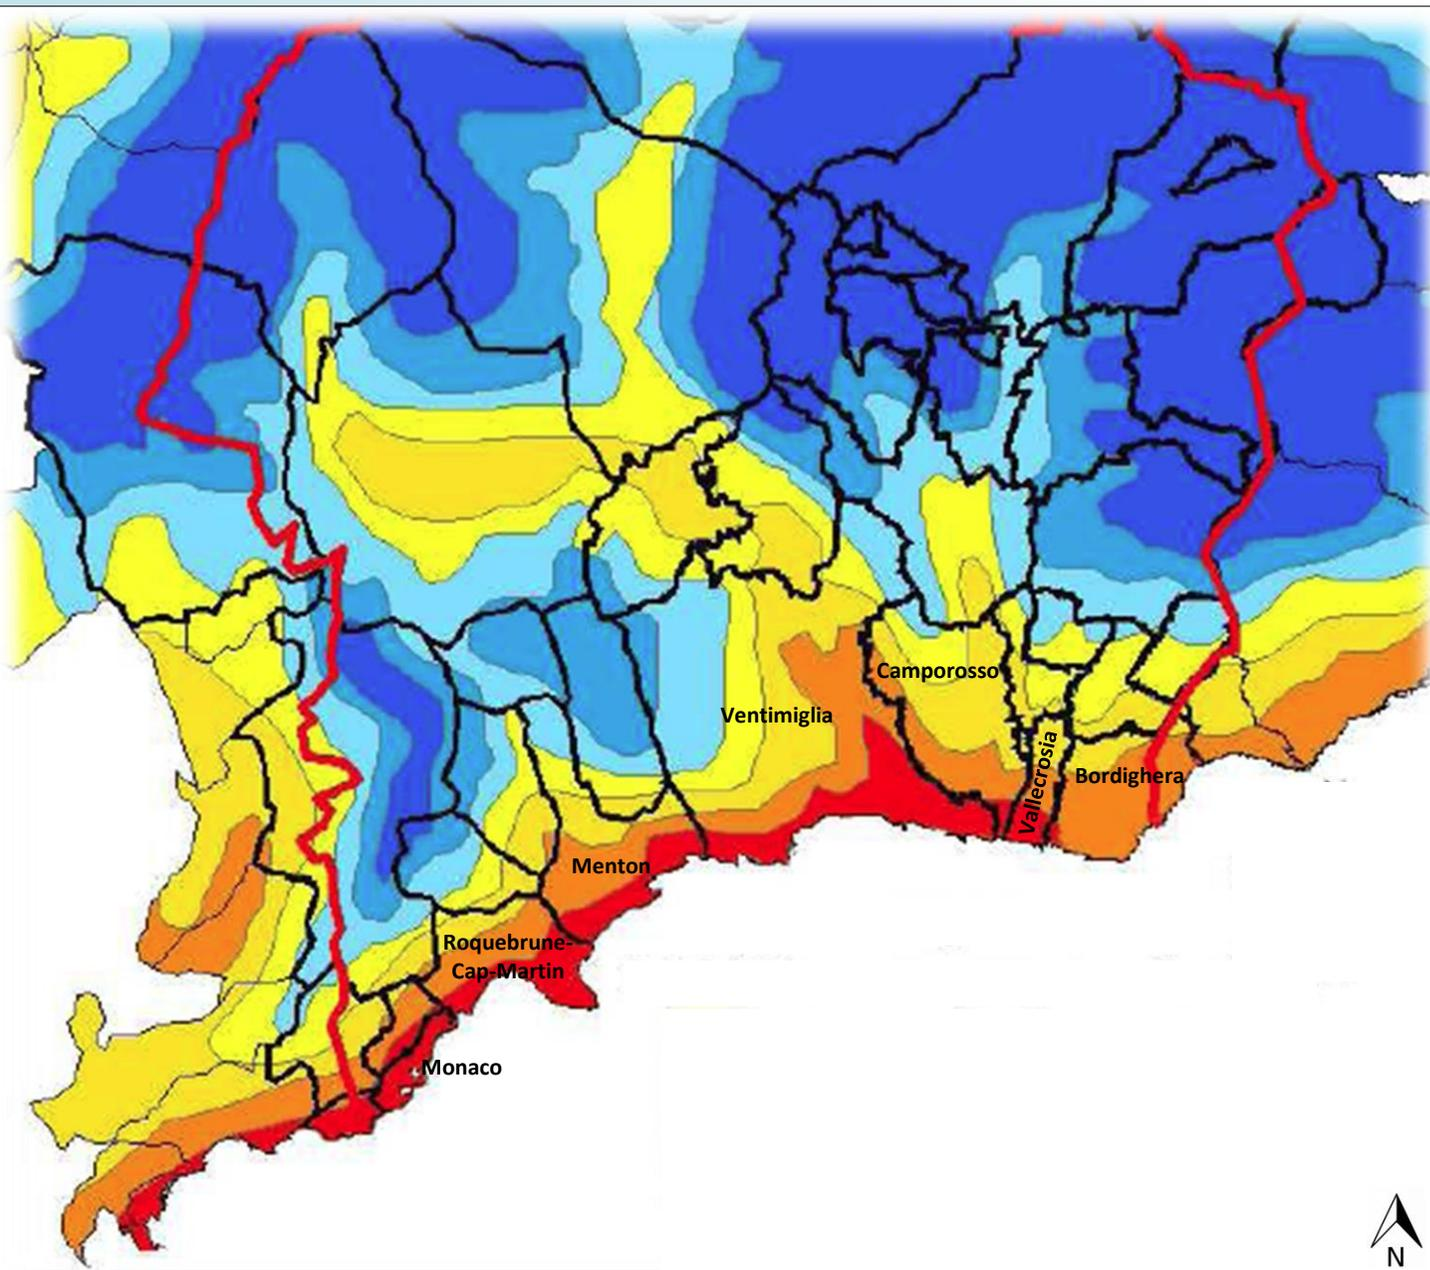 Camporosso
Ventimiglia
Vallecrosia
Bordighera
Menton
Roquebrune-
Cap-Martin
Monaco
N